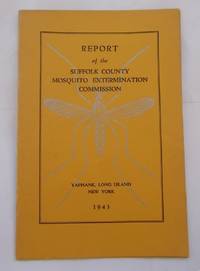 REPORT
of the
SUFFOLK COUNTY
MOSQUITO EXTERMINATION
COMMISSION
YAPHANK, LONG ISLAND
NEW YORK
1943